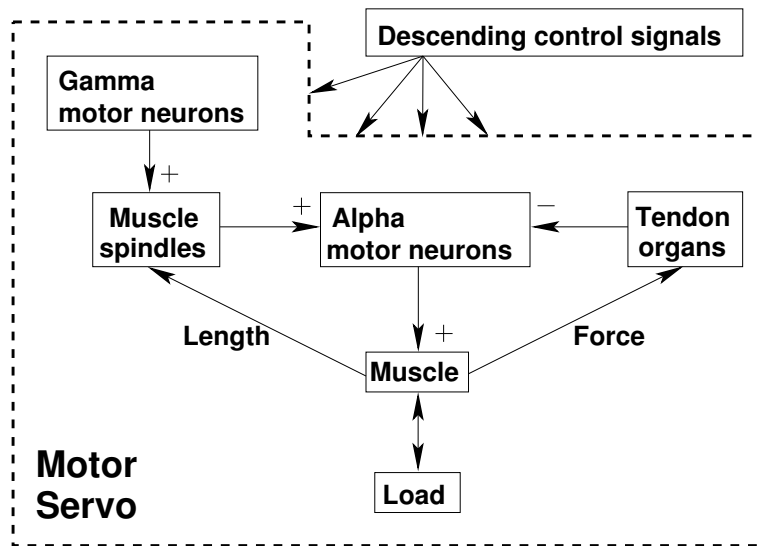 Descending control signals
Gamma
motor neurons
+
Muscle
spindles
+
Alpha
motor neurons
−
Tendon
organs
Length
+
Force
Muscle
Load
Motor
Servo